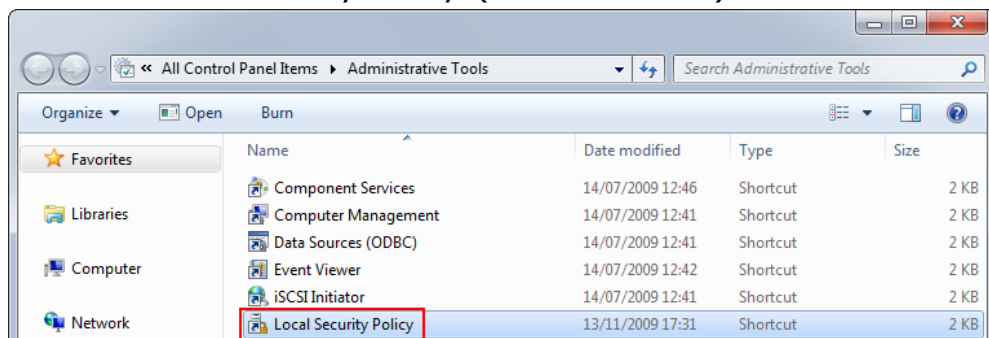 « All Control Panel Items ▸ Administrative Tools Search Administrative Tools
Organize Open Burn
Favorites
Libraries
Computer
Network
Name Date modified Type Size
Component Services 14/07/2009 12:46 Shortcut 2 KB
Computer Management 14/07/2009 12:41 Shortcut 2 KB
Data Sources (ODBC) 14/07/2009 12:41 Shortcut 2 KB
Event Viewer 14/07/2009 12:42 Shortcut 2 KB
iSCSI Initiator 14/07/2009 12:41 Shortcut 2 KB
Local Security Policy 13/11/2009 17:31 Shortcut 2 KB